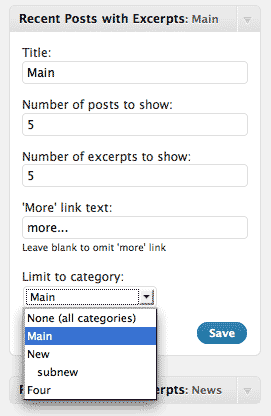 Recent Posts with Excerpts: Main
Title:
Main
Number of posts to show:
5
Number of excerpts to show:
5
'More' link text:
more...
Leave blank to omit 'more' link
Limit to category:
Main
Save
None (all categories)
Main
New
subnew
Four
erpts: News